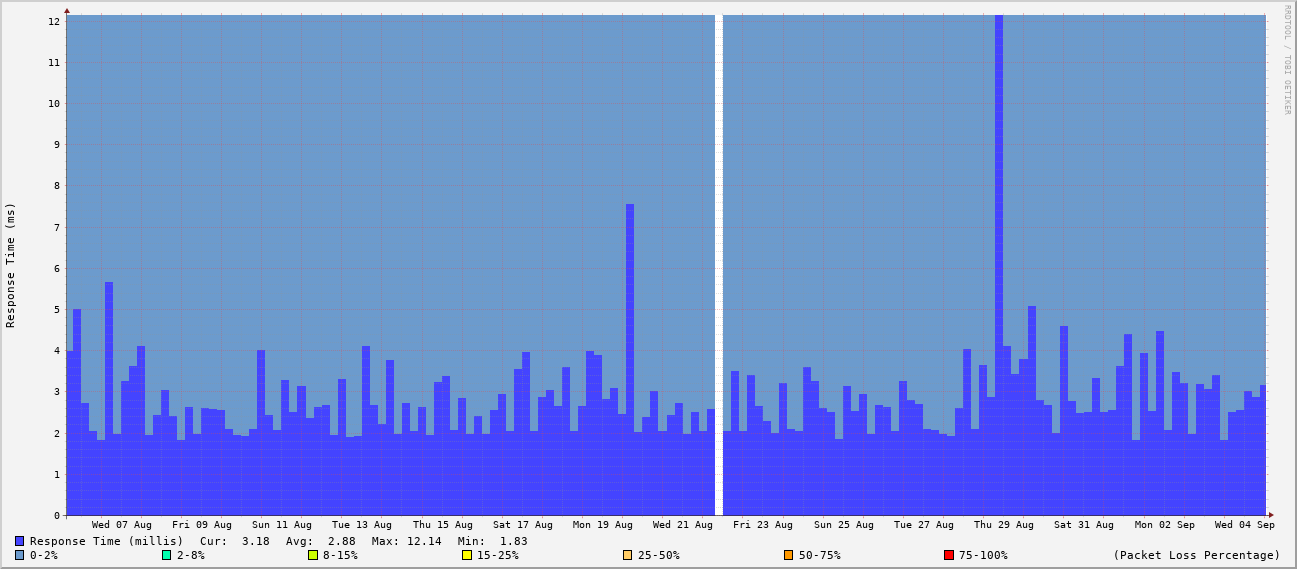 RRDTOOL / TOBI OETIKER
Response Time (ms)
12
11
10
9
8
7
6
5
4
3
2
1
0
Wed 07 Aug Fri 09 Aug Sun 11 Aug Tue 13 Aug Thu 15 Aug Sat 17 Aug Mon 19 Aug Wed 21 Aug Fri 23 Aug Sun 25 Aug Tue 27 Aug Thu 29 Aug Sat 31 Aug Mon 02 Sep Wed 04 Sep
Response Time (millis) Cur: 3.18 Avg: 2.88 Max: 12.14 Min: 1.83
0-2% 2-8% 8-15% 15-25% 25-50% 50-75% 75-100% (Packet Loss Percentage)